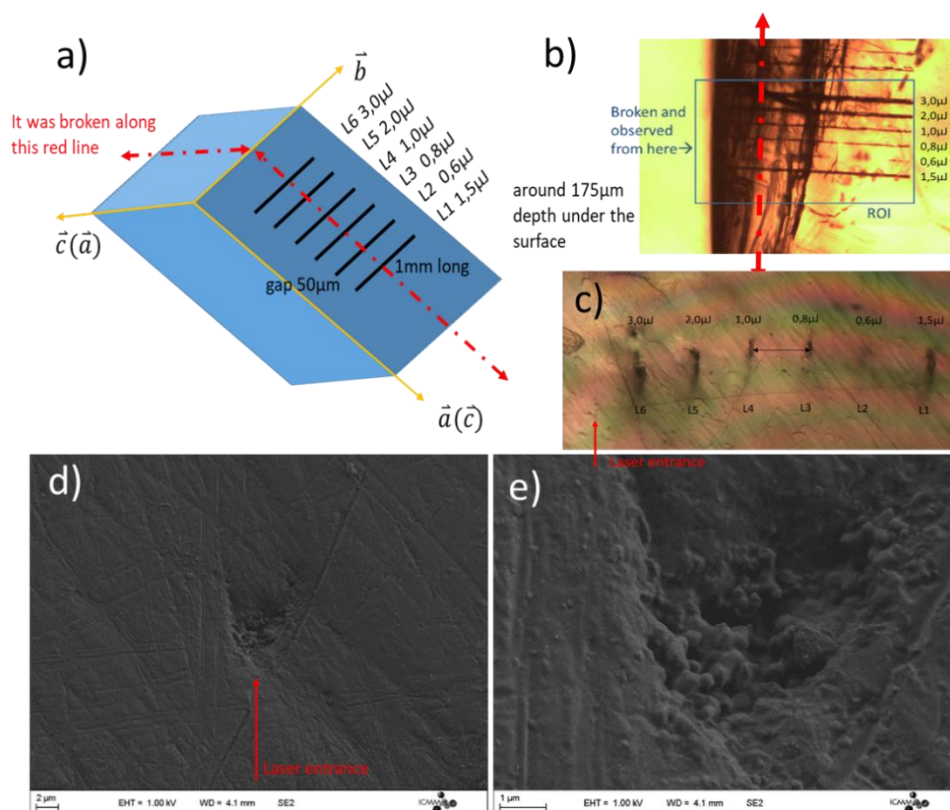 a)
b
L6 3,0µJ
L5 2,0µJ
L4 1,0µJ
L3 0,8µJ
L2 0,6µJ
L1 1,5µJ
It was broken along
this red line
c(a)
gap 50µm
1mm long
a(c)
around 175µm
depth under the
surface
b)
Broken and
observed
from here→
3,0µJ
2,0µJ
1,0µJ
0,8µJ
0,6µJ
1,5µJ
ROI
c)
3,0µJ 2,0µJ 1,0µJ 0,8µJ 0,6µJ 1,5µJ
L6 L5 L4 L3 L2 L1
Laser entrance
d)
Laser entrance
2 µm EHT = 1.00 kV WD = 4.1 mm SE2
e)
1 µm EHT = 1.00 kV WD = 4.1 mm SE2